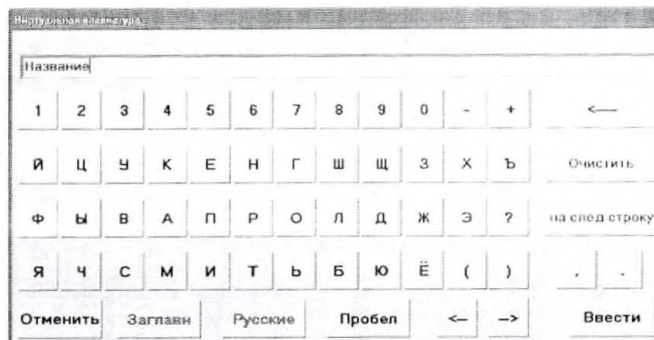 Виртуальная клавиатура
Название
1 2 3 4 5 6 7 8 9 0 - + <—
Й Ц У К Е Н Г Ш Щ З Х Ъ Очистить
Ф Ы В А П Р О Л Д Ж Э ? на след строку
Я Ч С М И Т Ь Б Ю Ё ( ) , .
Отменить Заглавн Русские Пробел <-- --> Ввести